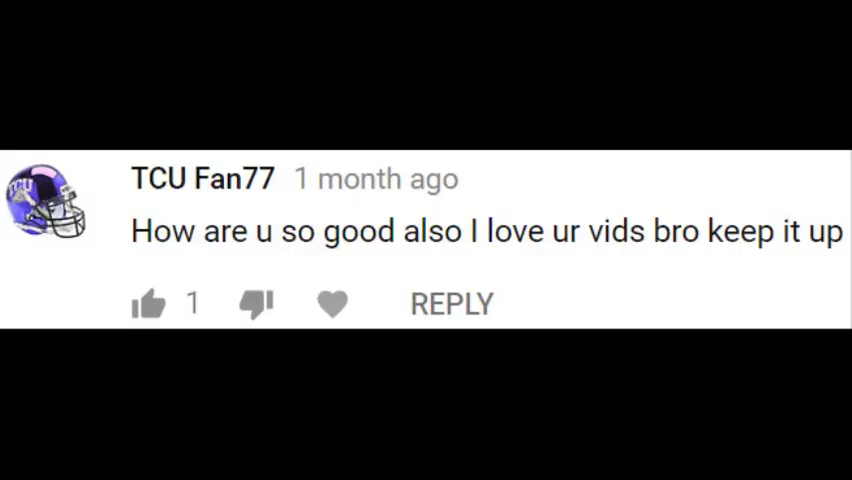 TCU
TCU Fan77 1 month ago
How are u so good also I love ur vids bro keep it up
1 REPLY